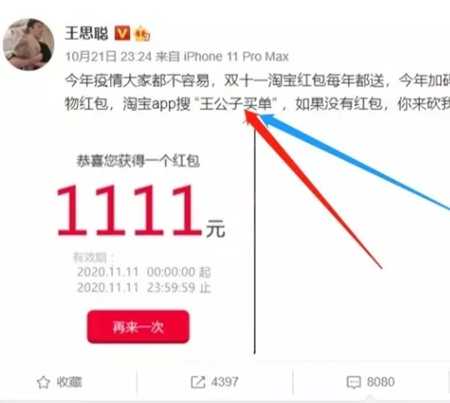 王思聪
10月21日 23:24 来自 iPhone 11 Pro Max
今年疫情大家都不容易，双十一淘宝红包每年都送，今年加码
物红包，淘宝app搜 “王公子买单” ，如果没有红包，你来砍我
恭喜您获得一个红包
1111元
有效期：
2020.11.11 00:00:00 起
2020.11.11 23:59:59 止
再来一次
收藏 4397 8080